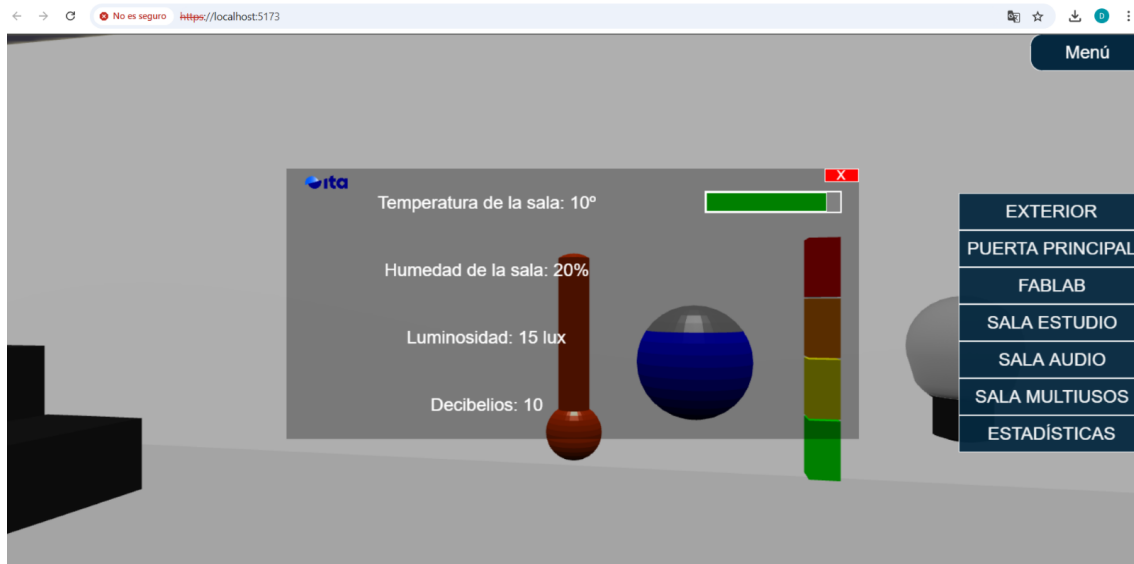 No es seguro https://localhost:5173
D
Menú
ita
X
Temperatura de la sala: 10º
Humedad de la sala: 20%
Luminosidad: 15 lux
Decibelios: 10
EXTERIOR
PUERTA PRINCIPAL
FABLAB
SALA ESTUDIO
SALA AUDIO
SALA MULTIUSOS
ESTADÍSTICAS